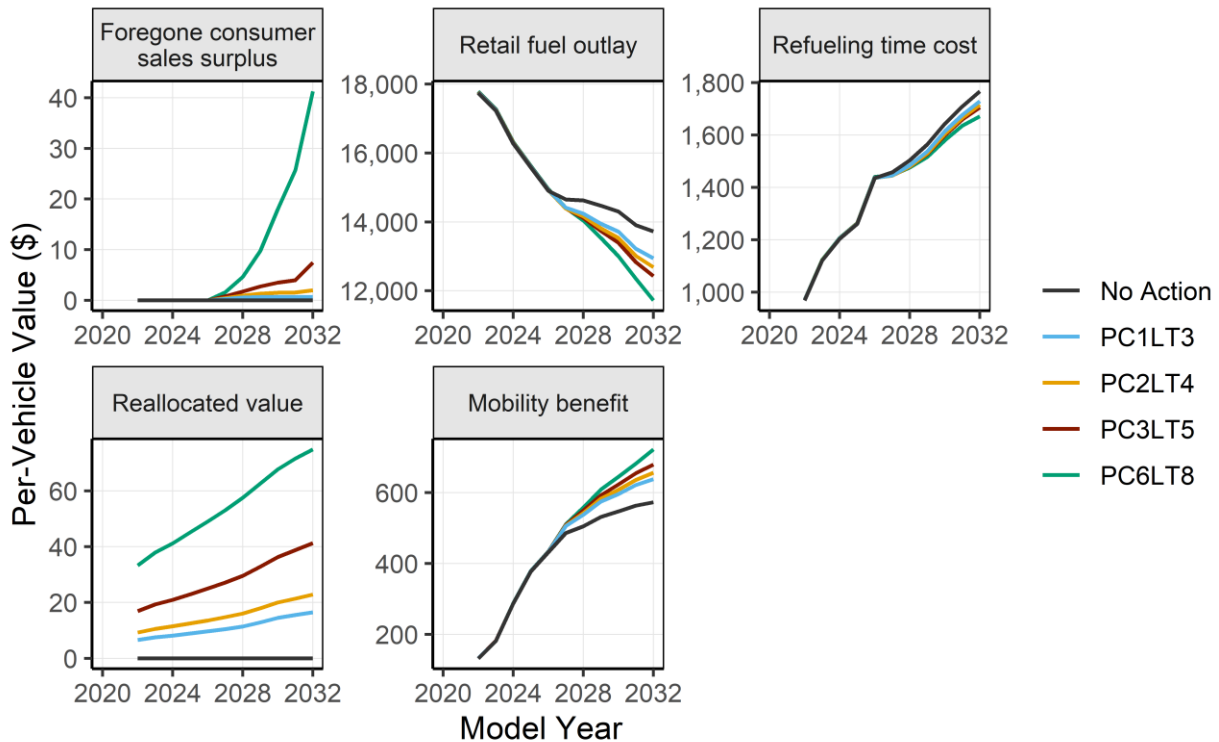 Foregone consumer
sales surplus
Retail fuel outlay
Refueling time cost
40
30
20
10
0
2020 2024 2028 2032
18,000
16,000
14,000
12,000
2020 2024 2028 2032
1,800
1,600
1,400
1,200
1,000
2020 2024 2028 2032
Per-Vehicle Value ($)
Reallocated value
Mobility benefit
60
40
20
0
2020 2024 2028 2032
600
400
200
2020 2024 2028 2032
Model Year
No Action
PC1LT3
PC2LT4
PC3LT5
PC6LT8